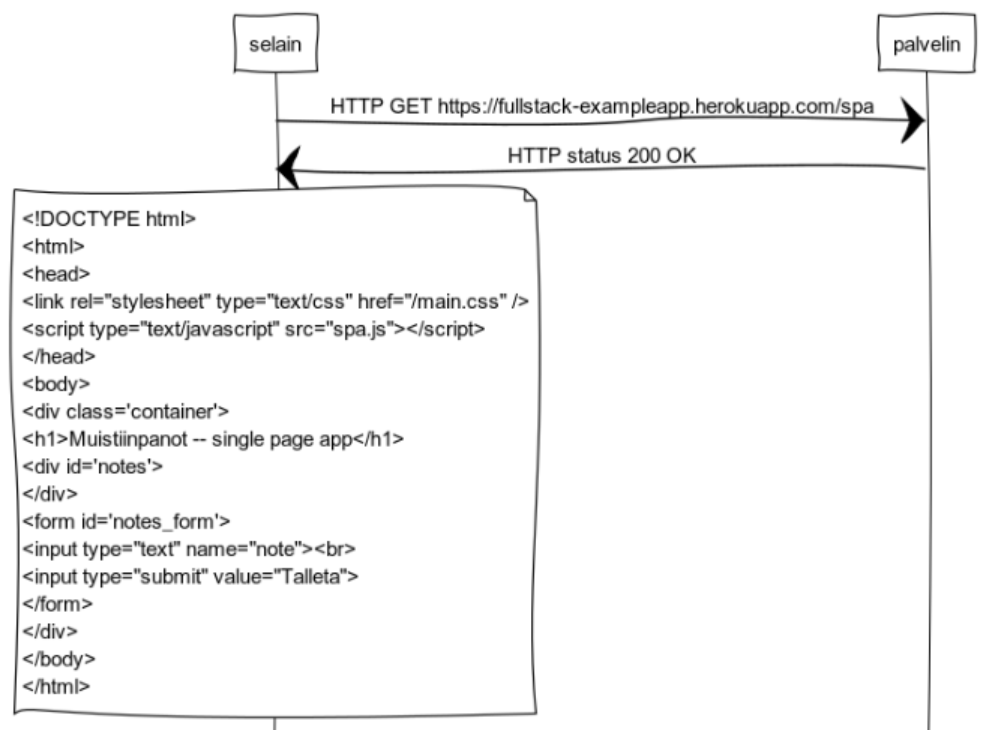 selain
palvelin
HTTP GET https://fullstack-exampleapp.herokuapp.com/spa
HTTP status 200 OK
<!DOCTYPE html>
<html>
<head>
<link rel="stylesheet" type="text/css" href="/main.css" />
<script type="text/javascript" src="spa.js"></script>
</head>
<body>
<div class='container'>
<h1>Muistiinpanot -- single page app</h1>
<div id='notes'>
</div>
<form id='notes_form'>
<input type="text" name="note"><br>
<input type="submit" value="Talleta">
</form>
</div>
</body>
</html>